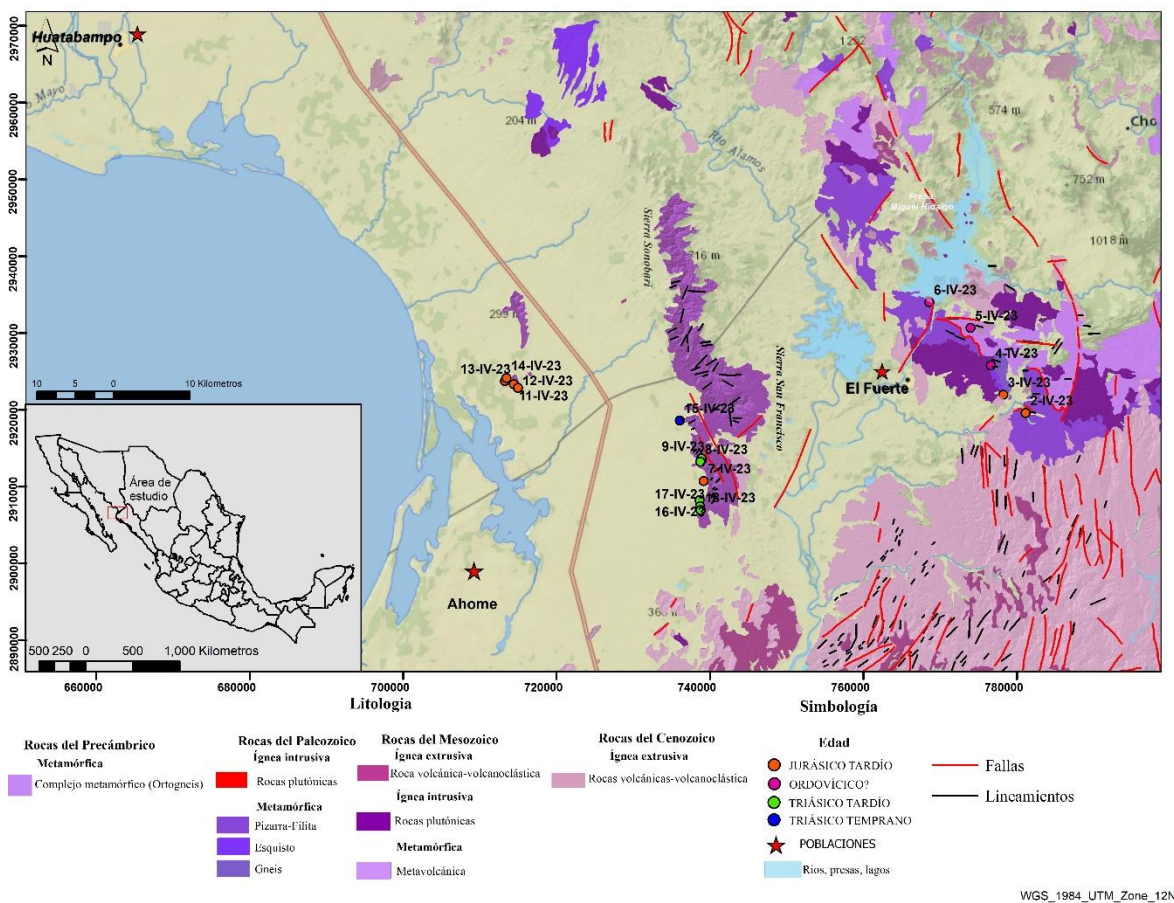 2970000
2960000
2950000
2940000
2930000
2920000
2910000
2900000
2890000
Huatabampo
N
Río Mayo
204 m
1252
574 m
Cho
Río Álamos
752 m
Presa
Miguel Hidalgo
1018 m
Sierra Sonobari
716 m
299
6-IV-23
5-IV-23
4-IV-23
3-IV-23
2-IV-23
El Fuerte
Sierra San Francisco
13-IV-23
14-IV-23
12-IV-23
11-IV-23
15-IV-23
9-IV-23
8-IV-23
7-IV-23
17-IV-23
18-IV-23
16-IV-23
10 5 0 10 Kilometros
Área de
estudio
500 250 0 500 1,000 Kilometros
Ahome
660000 680000 700000 720000 740000 760000 780000
Litología
Simbología
Rocas del Precámbrico
Metamórfica
Complejo metamórfico (Ortogneis)
Rocas del Paleozoico
Ígnea intrusiva
Rocas plutónicas
Metamórfica
Pizarra-Filita
Esquisto
Gneis
Rocas del Mesozoico
Ígnea extrusiva
Roca volcánica-volcanoclástica
Ígnea intrusiva
Rocas plutónicas
Metamórfica
Metavolcánica
Rocas del Cenozoico
Ígnea extrusiva
Rocas volcánicas-volcanoclástica
Edad
JURÁSICO TARDÍO
ORDOVÍCICO?
TRIÁSICO TARDÍO
TRIÁSICO TEMPRANO
POBLACIONES
Ríos, presas, lagos
Fallas
Lineamientos
WGS_1984_UTM_Zone_12N